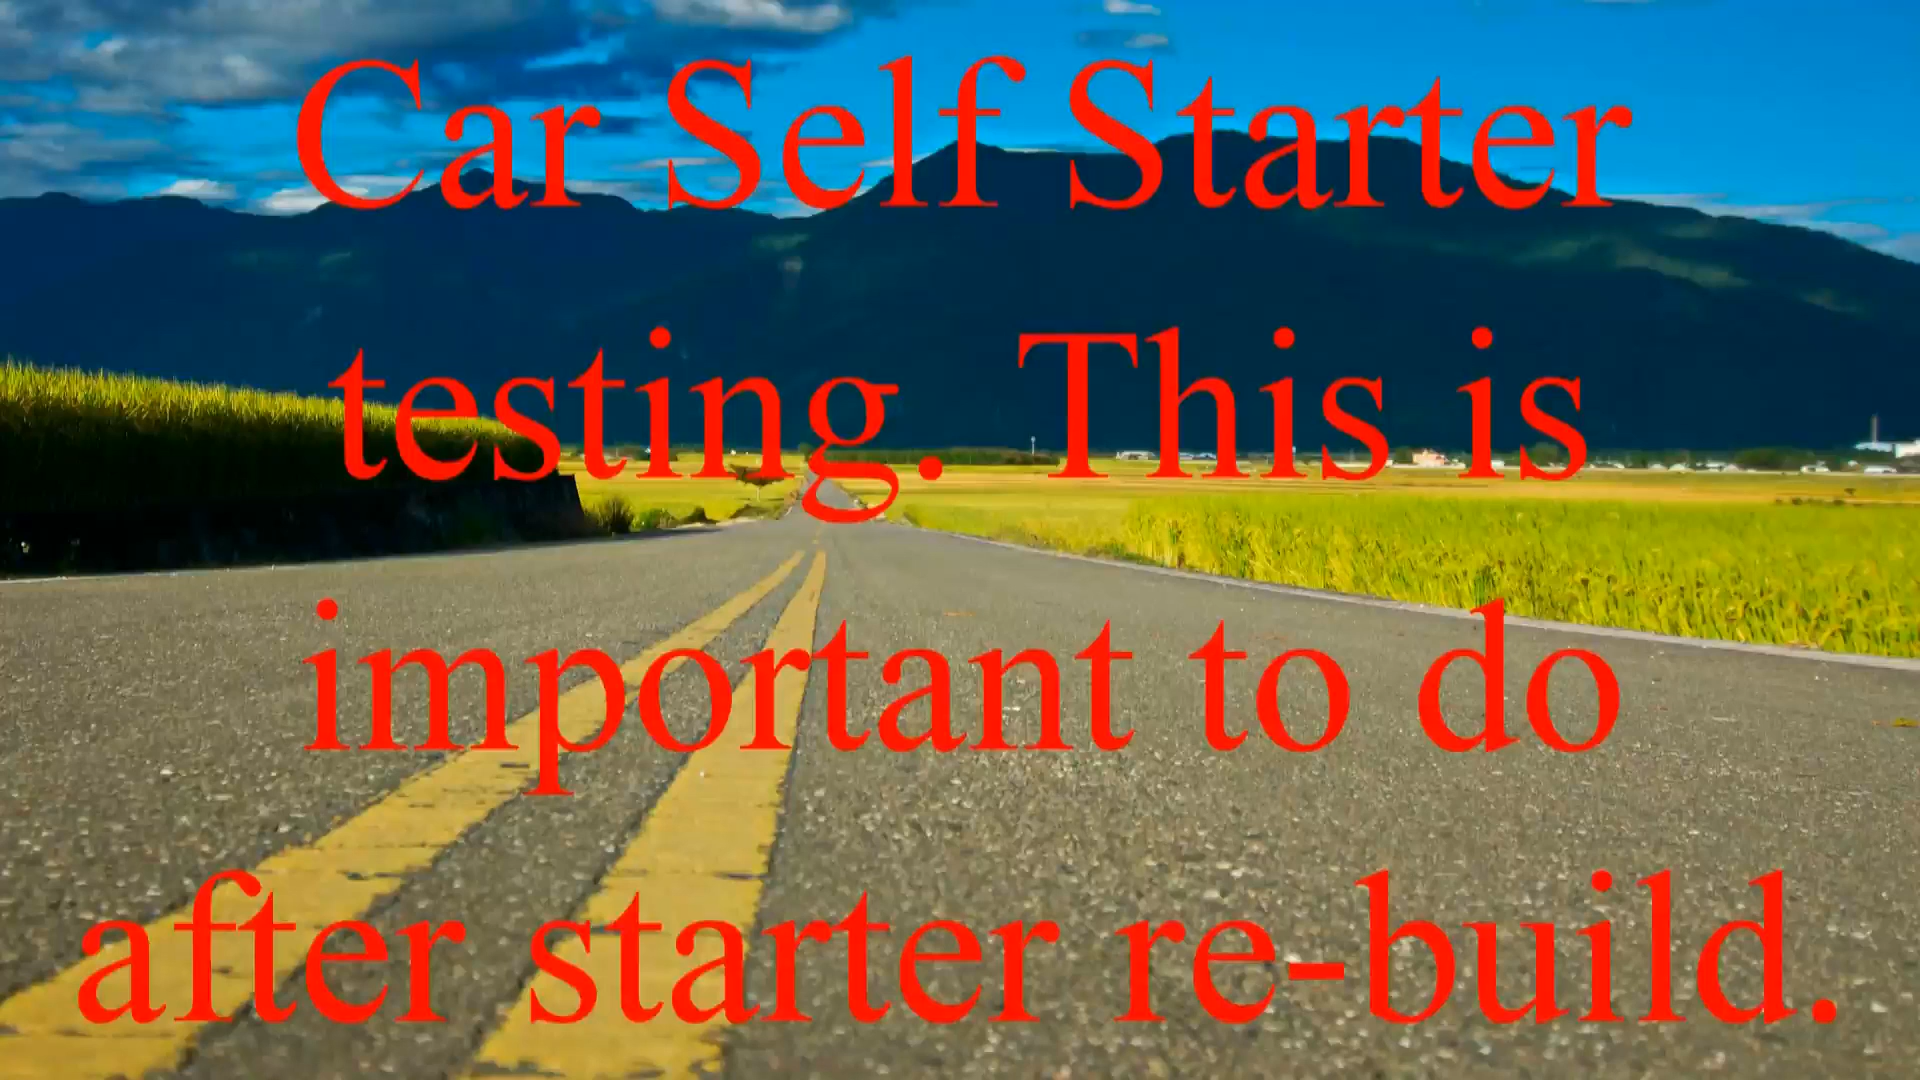 Car Self Starter
testing. This is
important to do
after starter re-build.